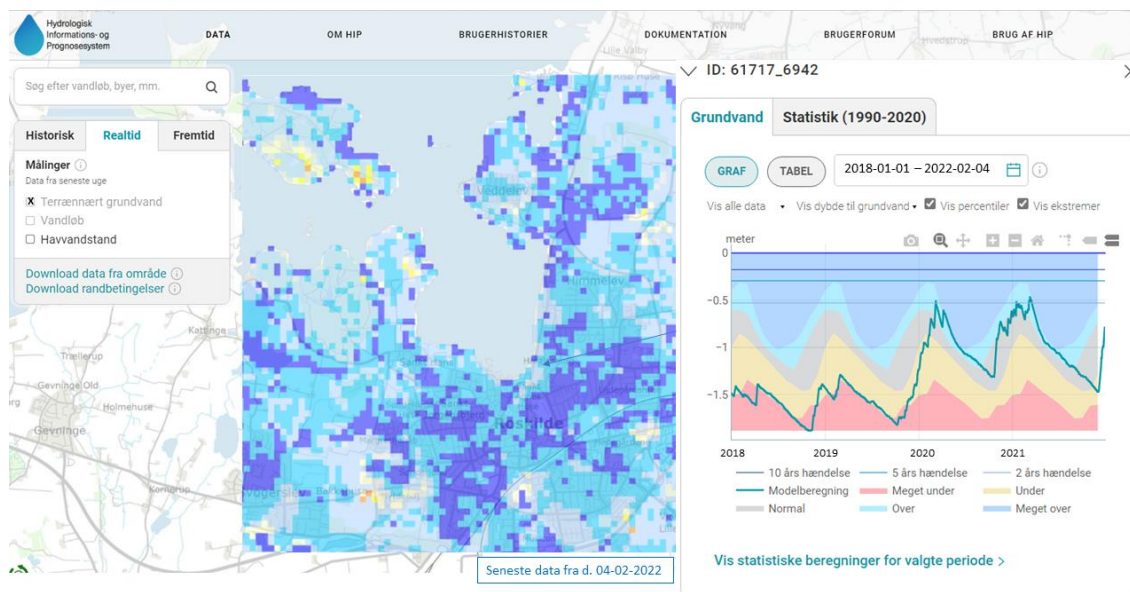 Hydrologisk
Informations- og
Prognosesystem
DATA
OM HIP
BRUGERHISTORIER
DOKUMENTATION
BRUGERFORUM
BRUG AF HIP
Søg efter vandløb, byer, mm.
Historisk
Realtid
Fremtid
Målinger
Data fra seneste uge
X Terrænnært grundvand
Vandløb
Havvandstand
Download data fra område
Download randbetingelser
Lille Valby
Hvedstrup
Veddelev
Himmelev
Kattinge
Trællerup
Gevninge Old
Holmehuse
Gevninge
Kornerup
Roskilde
Seneste data fra d. 04-02-2022
ID: 61717_6942
Grundvand
Statistik (1990-2020)
GRAF
TABEL
2018-01-01 – 2022-02-04
Vis alle data
Vis dybde til grundvand
Vis percentiler
Vis ekstremer
meter
0
−0.5
−1
−1.5
2018
2019
2020
2021
10 års hændelse
5 års hændelse
2 års hændelse
Modelberegning
Meget under
Under
Normal
Over
Meget over
Vis statistiske beregninger for valgte periode >